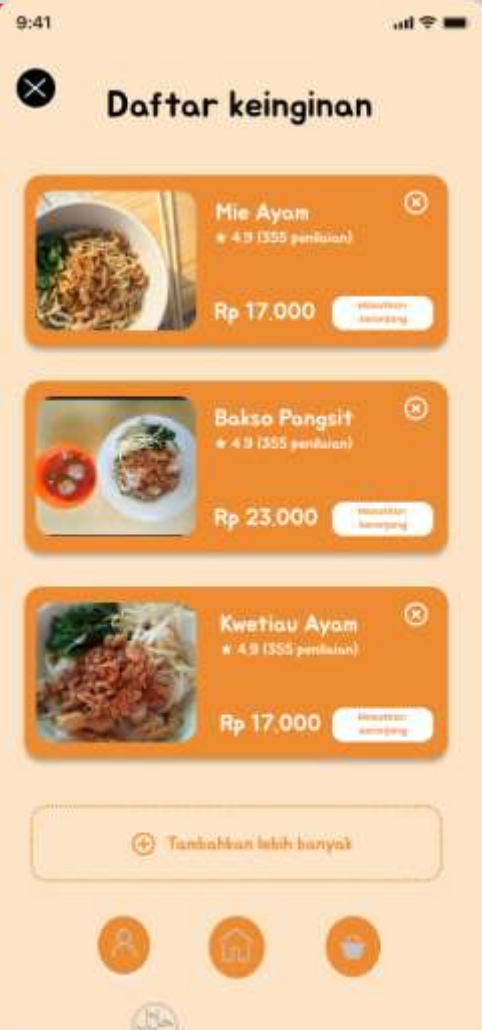 9:41
Daftar keinginan
Mie Ayam
★ 4.9 (355 penilaian)
Rp 17.000
Masukkan
keranjang
Bakso Pangsit
★ 4.9 (355 penilaian)
Rp 23.000
Masukkan
keranjang
Kwetiau Ayam
★ 4.9 (355 penilaian)
Rp 17.000
Masukkan
keranjang
Tambahkan lebih banyak